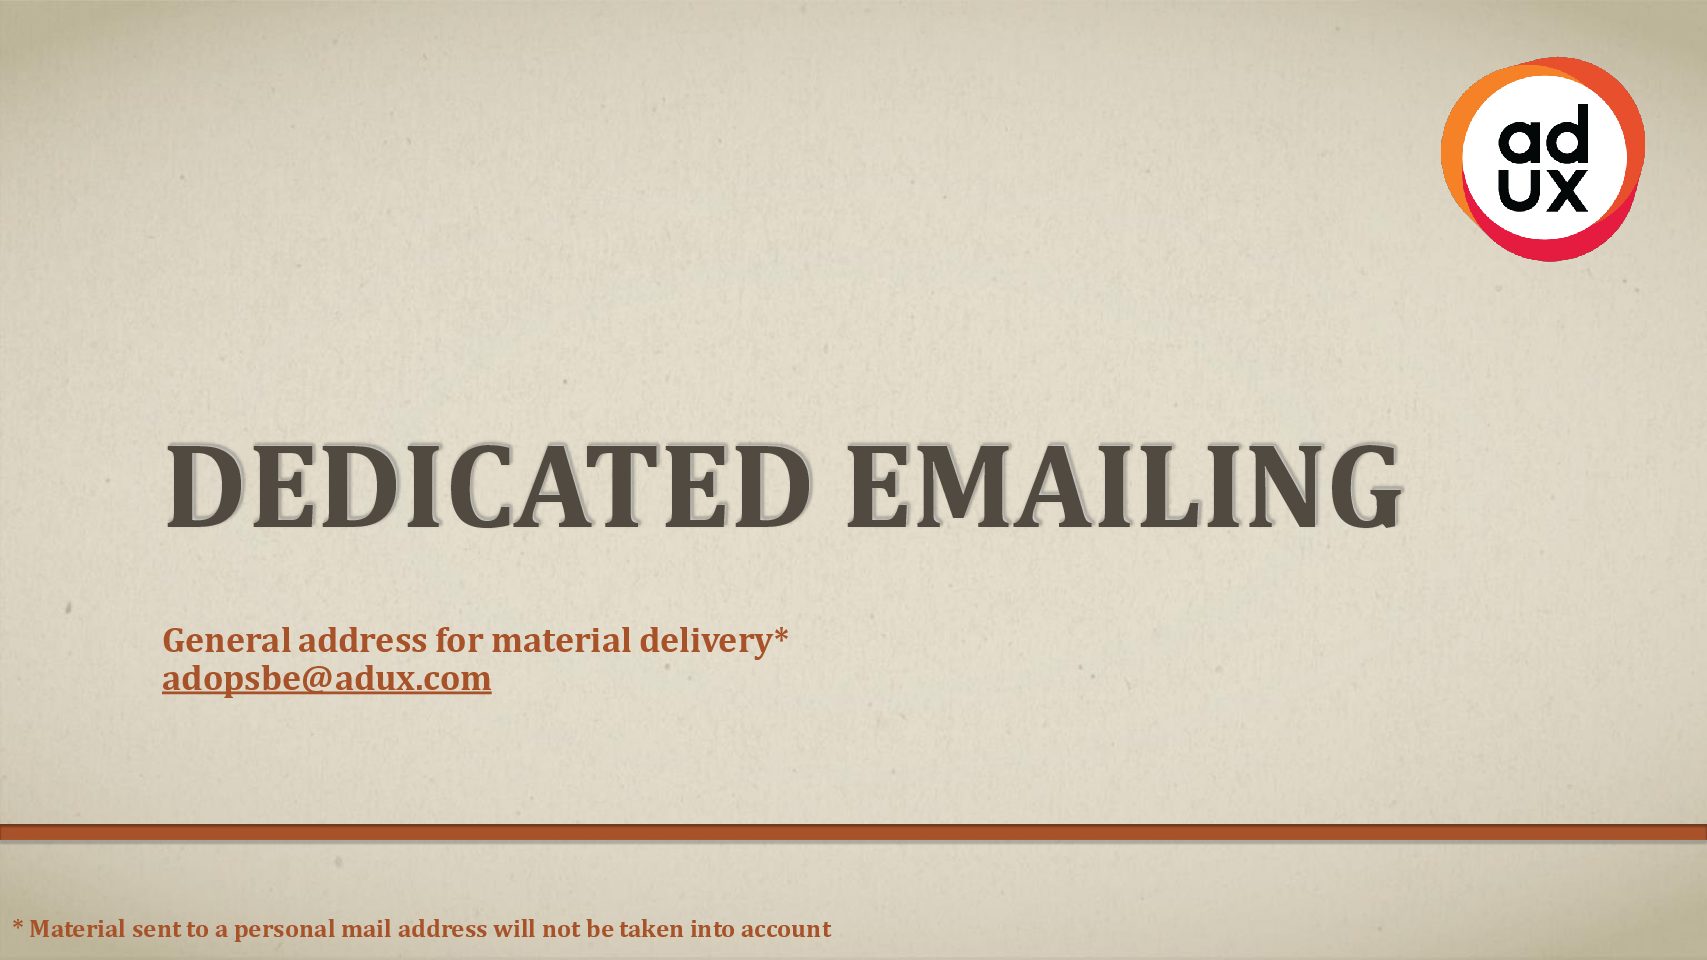 ad
ux
DEDICATED EMAILING
General address for material delivery*
adopsbe@adux.com
* Material sent to a personal mail address will not be taken into account